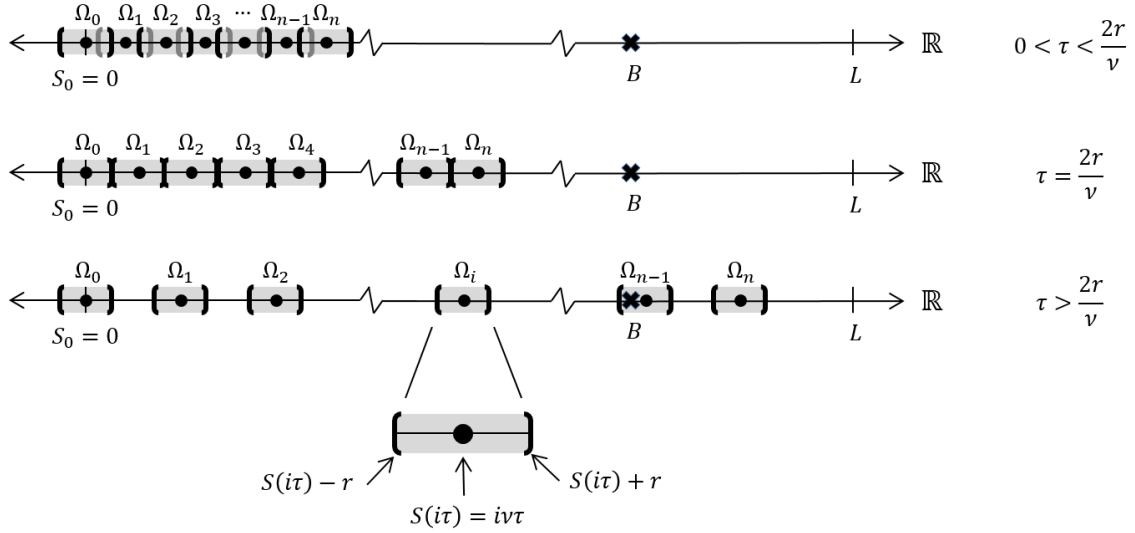 Ω₀ Ω₁ Ω₂ Ω₃ ⋯ Ωₙ₋₁ Ωₙ
ℝ 0 < τ < 2r/ν
S₀ = 0 B L
Ω₀ Ω₁ Ω₂ Ω₃ Ω₄ Ωₙ₋₁ Ωₙ
ℝ τ = 2r/ν
S₀ = 0 B L
Ω₀ Ω₁ Ω₂ Ωᵢ Ωₙ₋₁ Ωₙ
ℝ τ > 2r/ν
S₀ = 0 B L
S(iτ) − r S(iτ) + r
S(iτ) = iντ